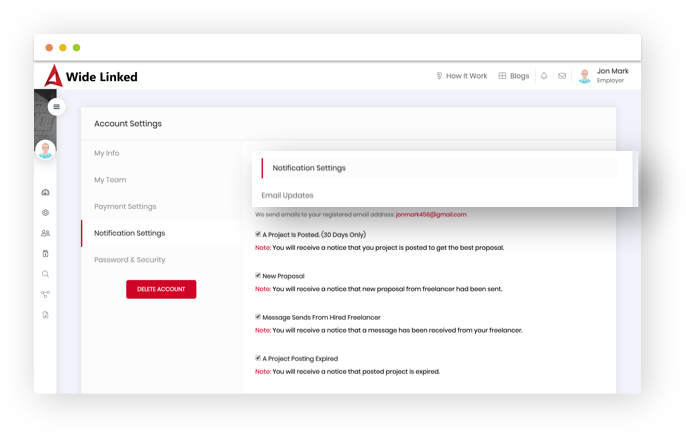 Wide Linked
How It Work
Blogs
Jon Mark
Employer
Account Settings
My Info
My Team
Payment Settings
Notification Settings
Password & Security
DELETE ACCOUNT
Notification Settings
Email Updates
We send emails to your registered email address: jonmark456@gmail.com
A Project Is Posted. (30 Days Only)
Note: You will receive a notice that you project is posted to get the best proposal.
New Proposal
Note: You will receive a notice that new proposal from freelancer had been sent.
Message Sends From Hired Freelancer
Note: You will receive a notice that a message has been received from your freelancer.
A Project Posting Expired
Note: You will receive a notice that posted project is expired.